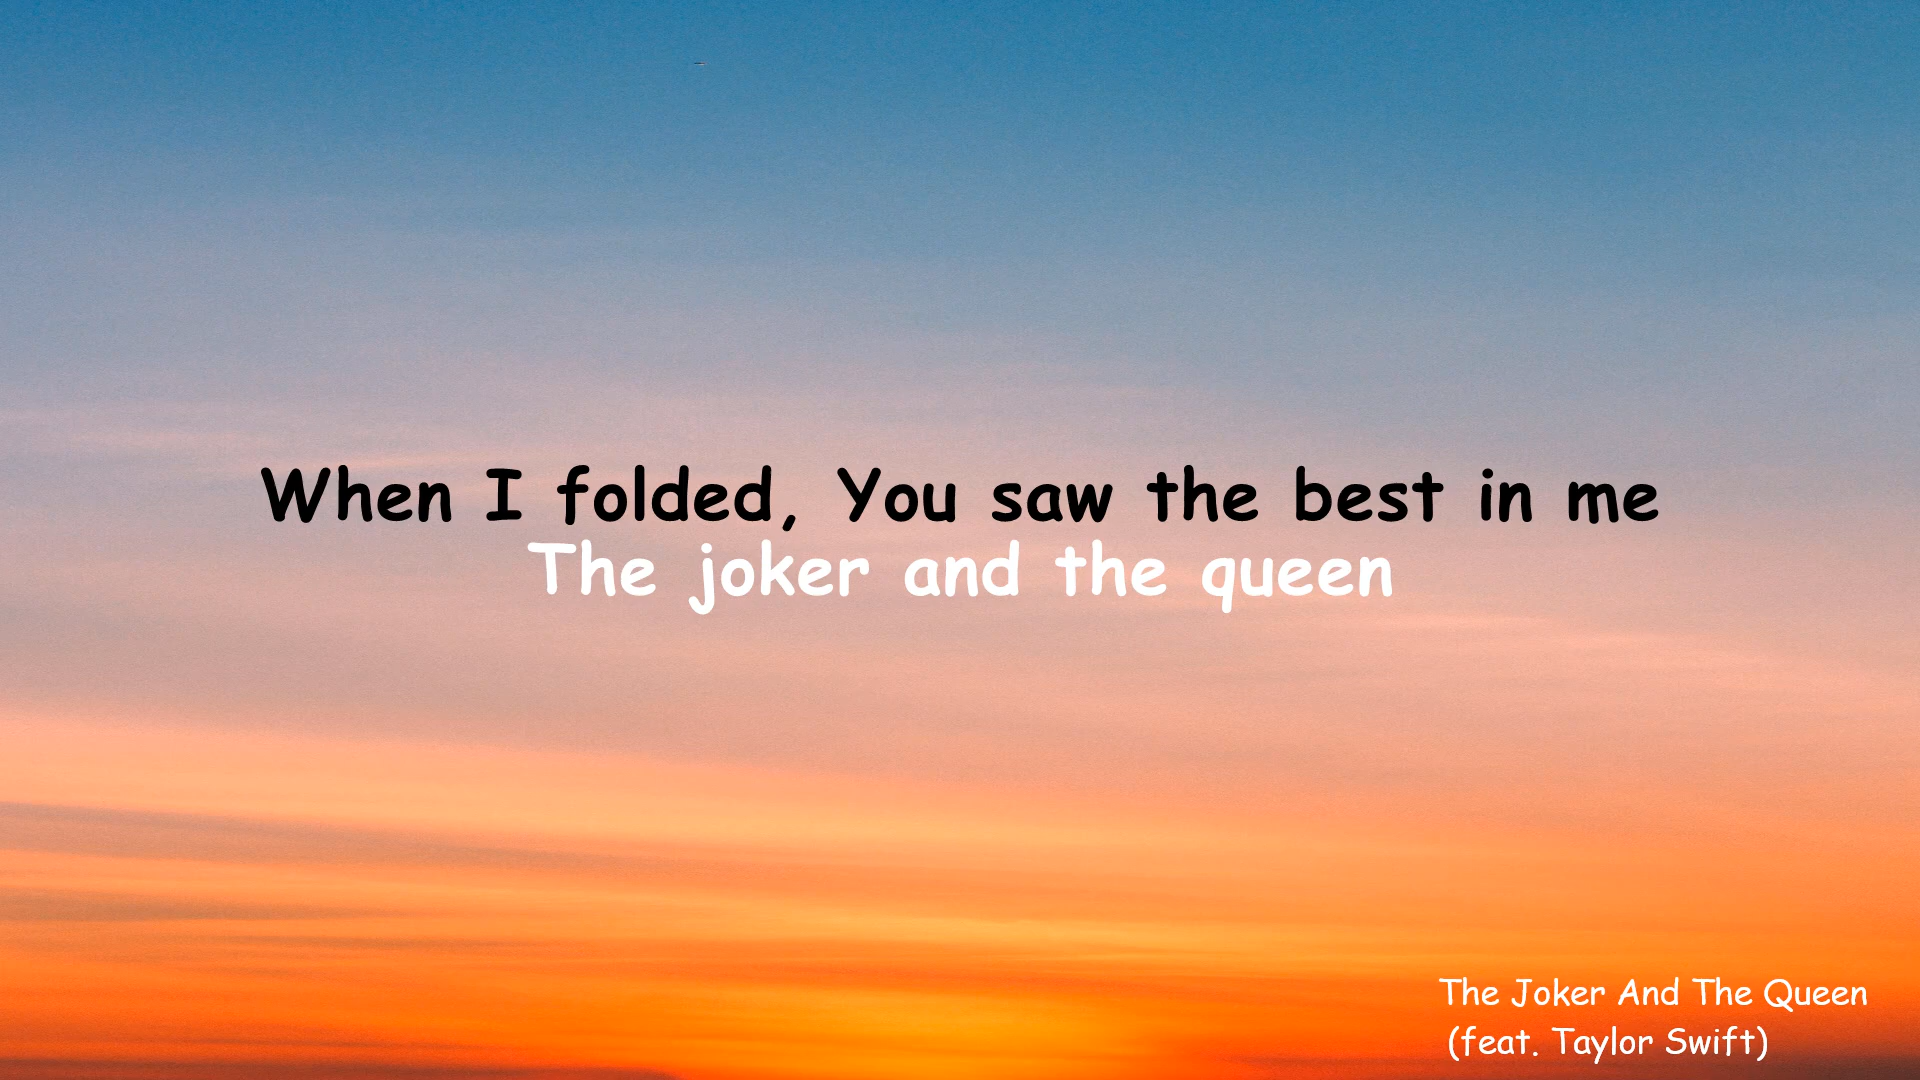 When I folded, You saw the best in me
The joker and the queen
The Joker And The Queen
(feat. Taylor Swift)